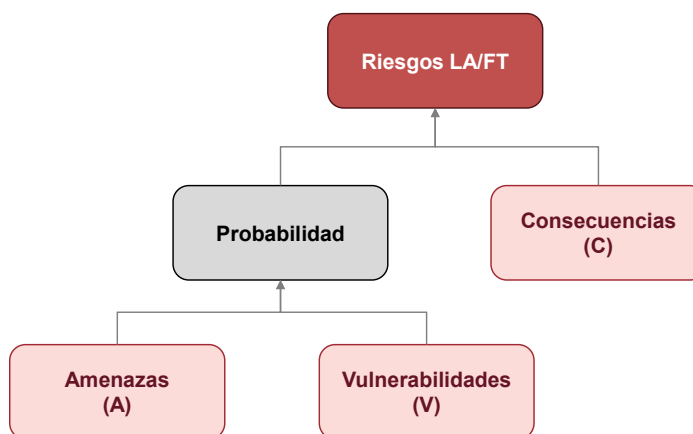 Riesgos LA/FT
Probabilidad
Consecuencias
(C)
Amenazas
(A)
Vulnerabilidades
(V)